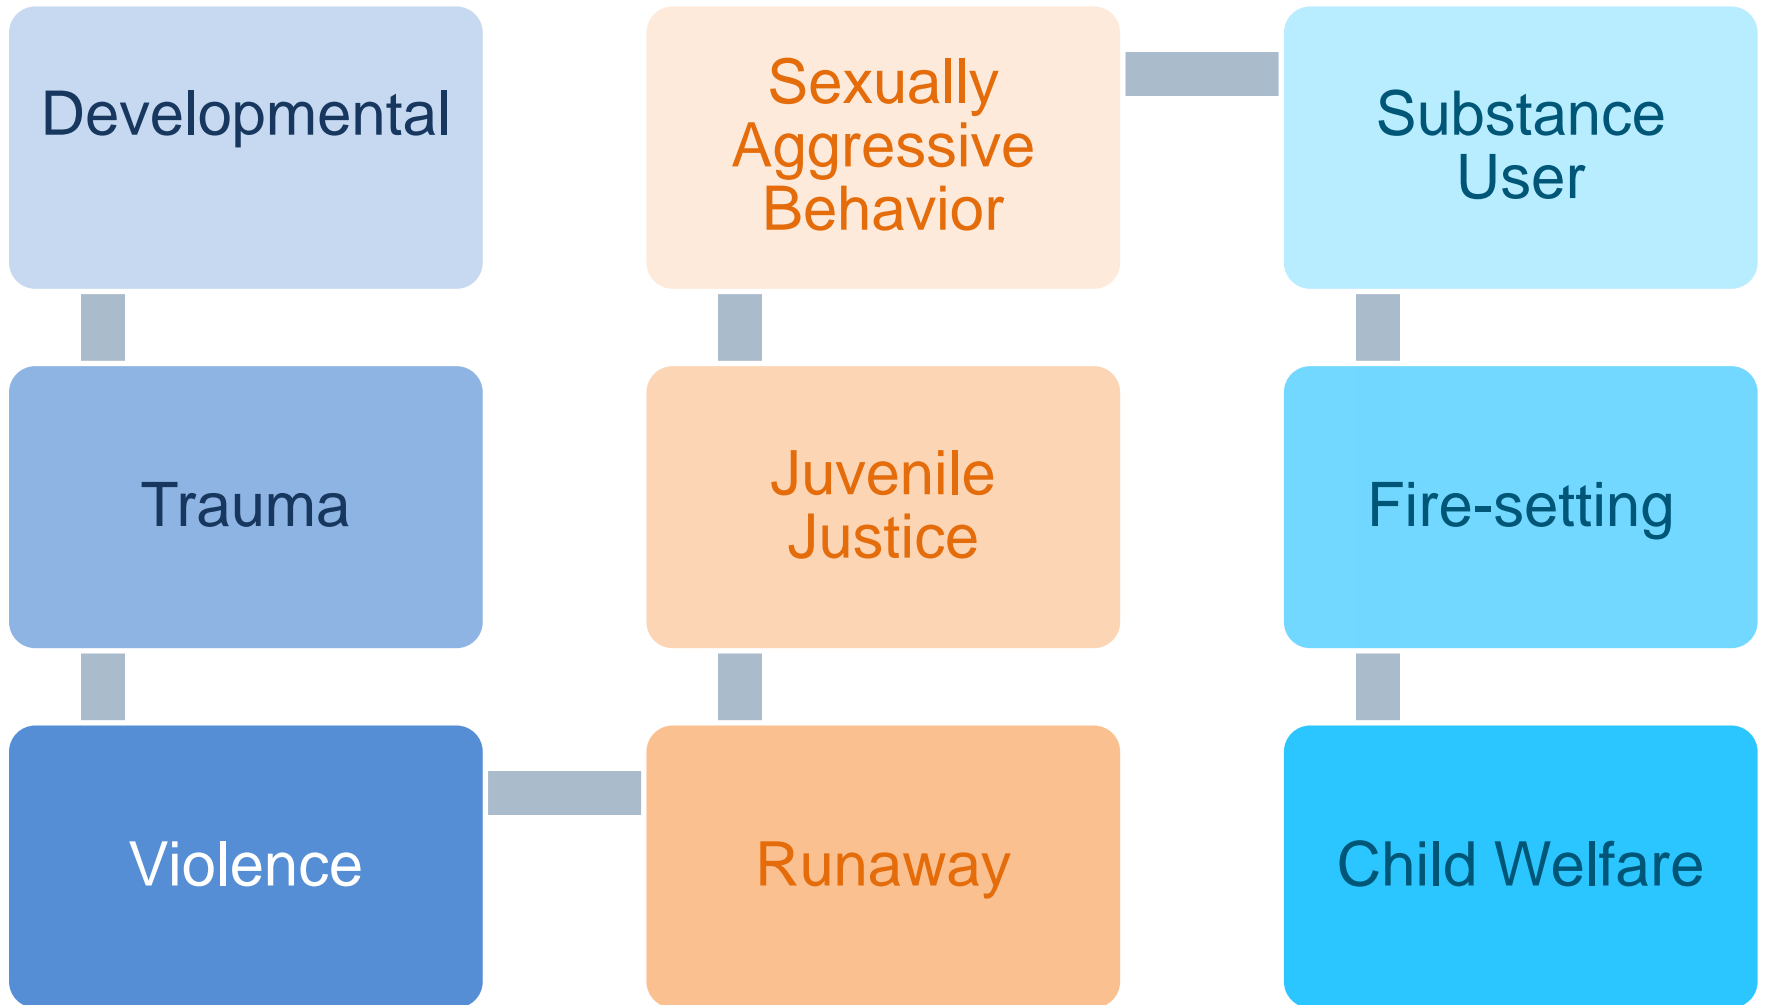 Developmental
Trauma
Violence
Runaway
Juvenile
Justice
Sexually
Aggressive
Behavior
Substance
User
Fire-setting
Child Welfare